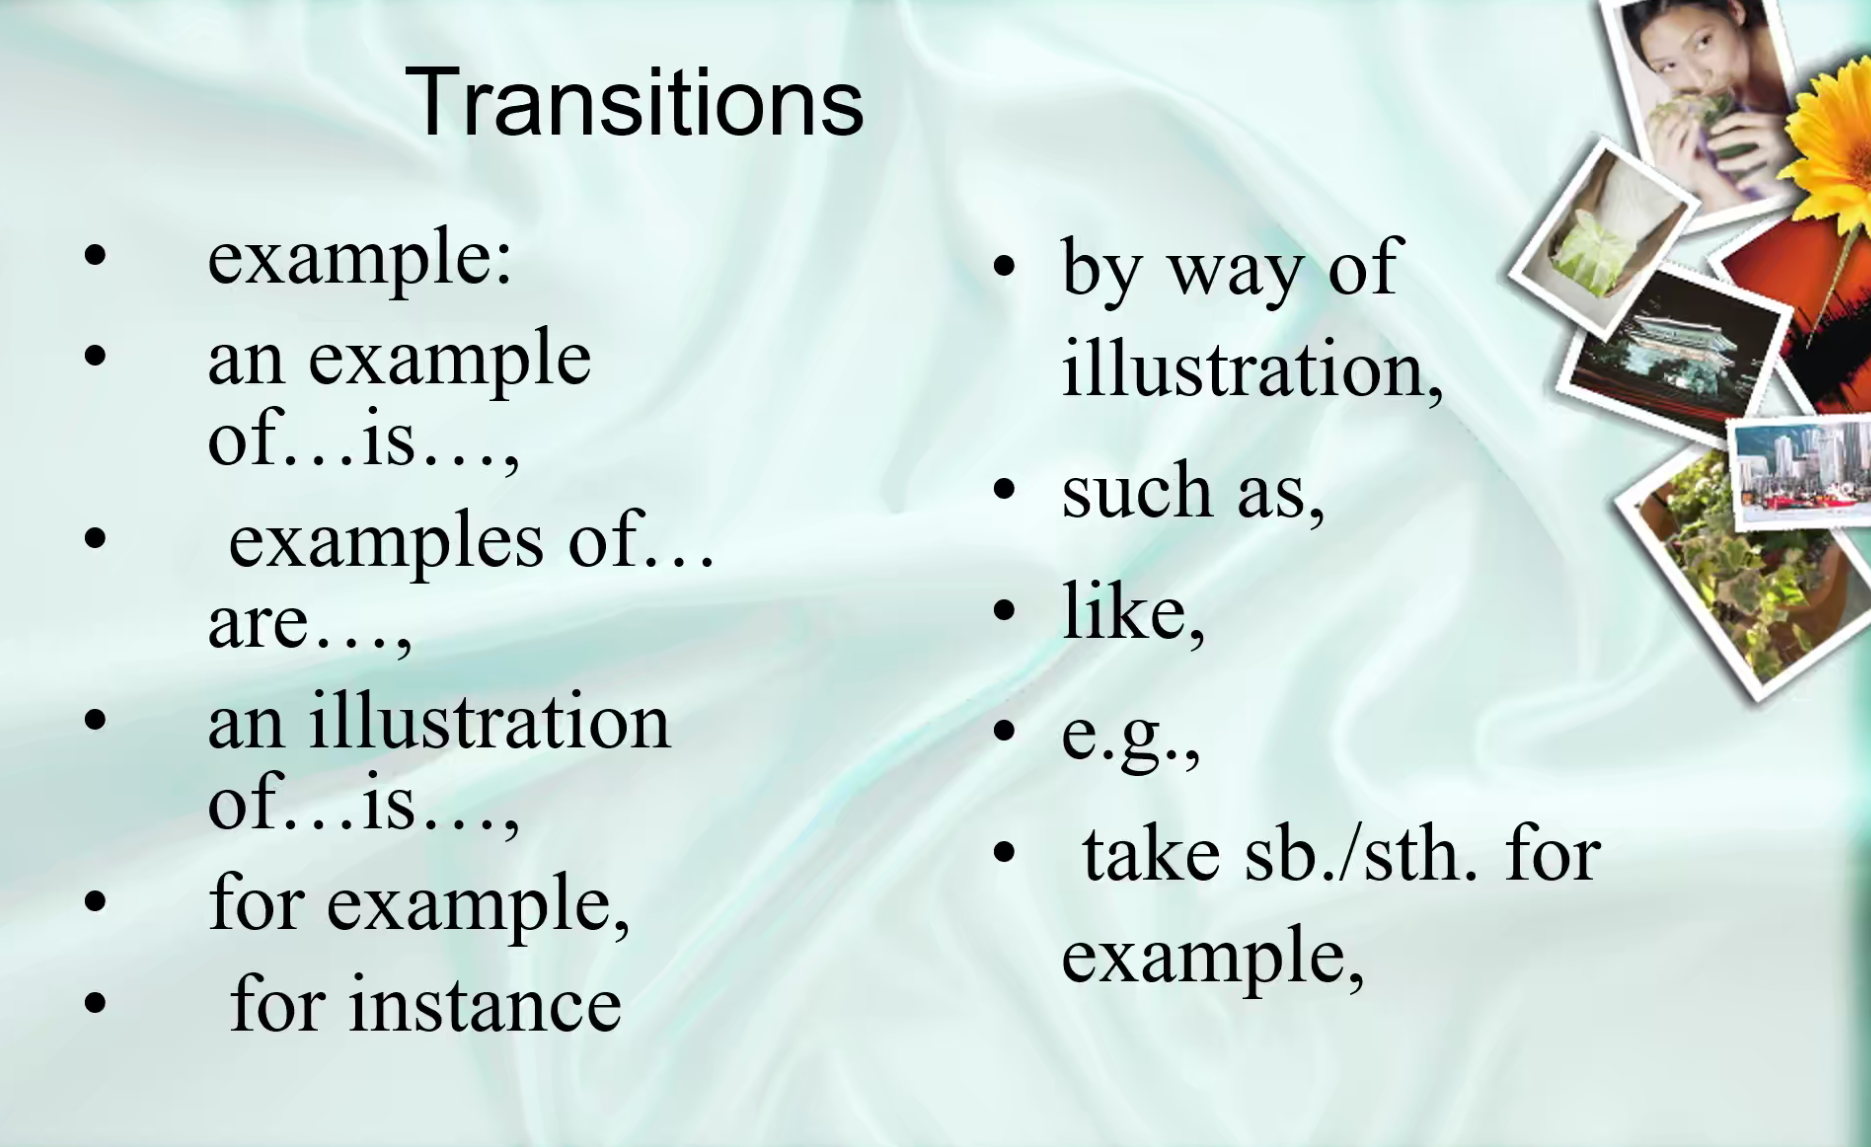 Transitions
• example:
• an example
of…is…,
• examples of…
are…,
• an illustration
of…is…,
• for example,
• for instance
• by way of
illustration,
• such as,
• like,
• e.g.,
• take sb./sth. for
example,